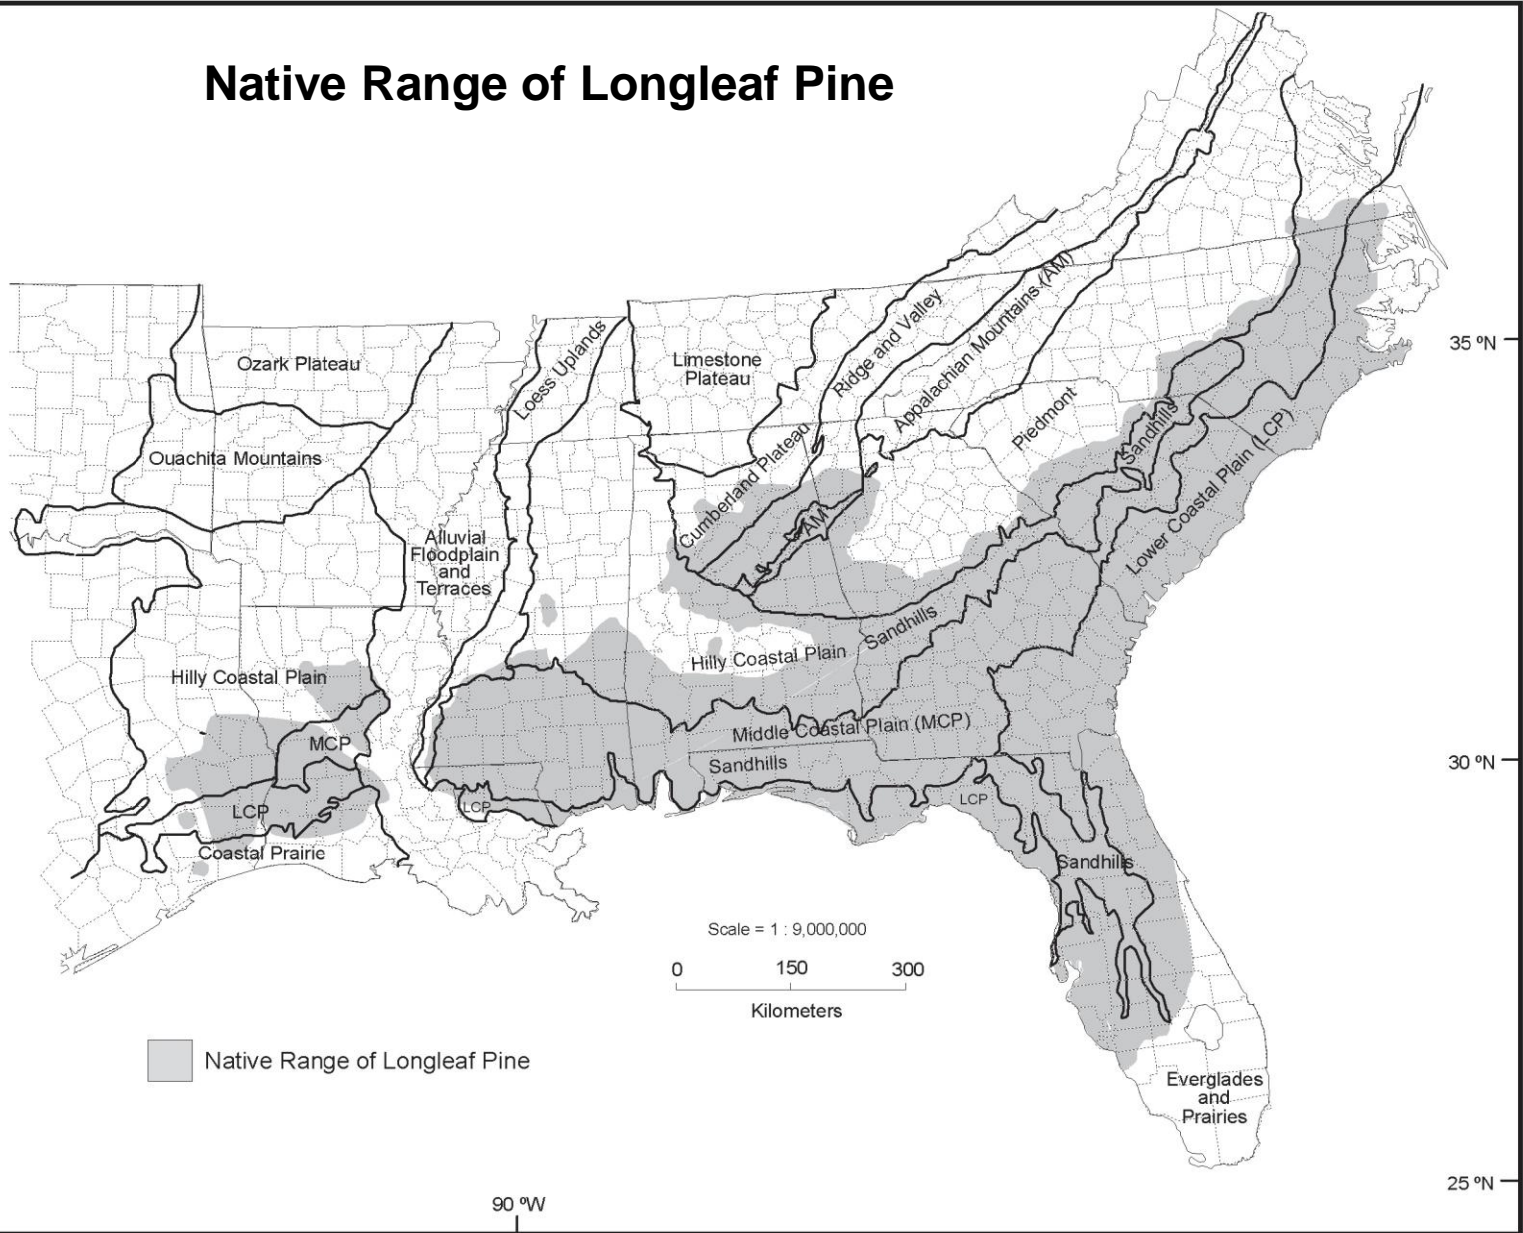 Native Range of Longleaf Pine
Ozark Plateau
Loess Uplands
Limestone
Plateau
Ridge and Valley
Appalachian Mountains (AM)
35 ºN
Ouachita Mountains
Cumberland Plateau
Piedmont
Sandhills
Lower Coastal Plain (LCP)
AM
Alluvial
Floodplain
and
Terraces
Sandhills
Hilly Coastal Plain
Hilly Coastal Plain
MCP
Middle Coastal Plain (MCP)
Sandhills
30 ºN
LCP
LCP
LCP
Coastal Prairie
Sandhills
Scale = 1 : 9,000,000
0 150 300
Kilometers
Native Range of Longleaf Pine
Everglades
and
Prairies
25 ºN
90 ºW